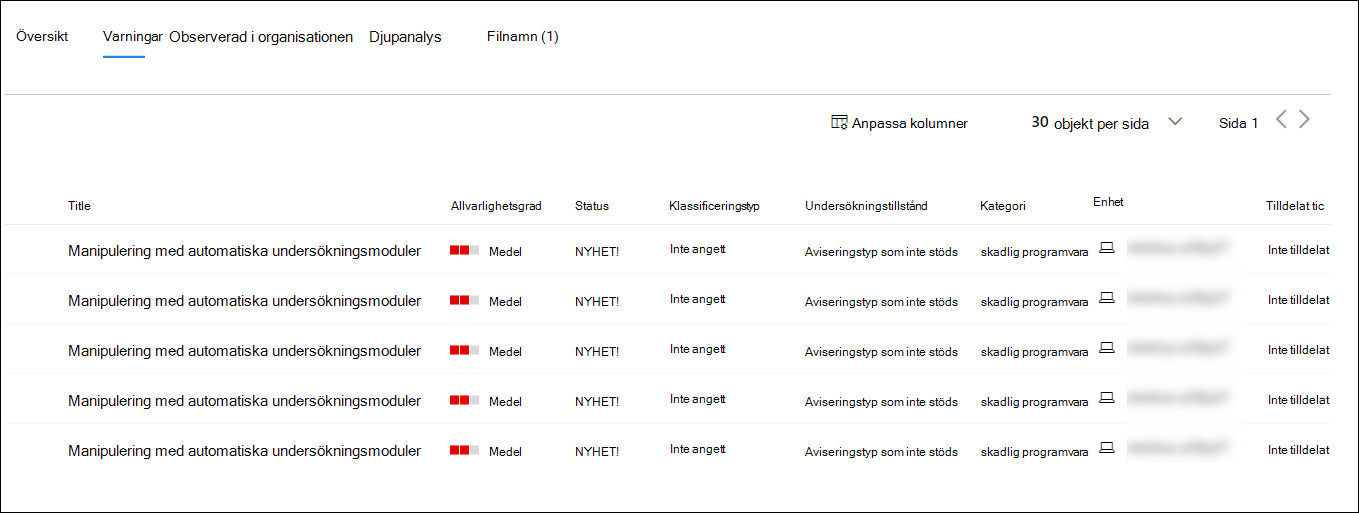 Översikt Varningar Observerad i organisationen Djupanalys Filnamn (1)
Anpassa kolumner 30 objekt per sida Sida 1
Title Allvarlighetsgrad Status Klassificeringstyp Undersökningstillstånd Kategori Enhet Tilldelat tic
Manipulering med automatiska undersökningsmoduler Medel NYHET! Inte angett Aviseringstyp som inte stöds skadlig programvara Inte tilldelat
Manipulering med automatiska undersökningsmoduler Medel NYHET! Inte angett Aviseringstyp som inte stöds skadlig programvara Inte tilldelat
Manipulering med automatiska undersökningsmoduler Medel NYHET! Inte angett Aviseringstyp som inte stöds skadlig programvara Inte tilldelat
Manipulering med automatiska undersökningsmoduler Medel NYHET! Inte angett Aviseringstyp som inte stöds skadlig programvara Inte tilldelat
Manipulering med automatiska undersökningsmoduler Medel NYHET! Inte angett Aviseringstyp som inte stöds skadlig programvara Inte tilldelat